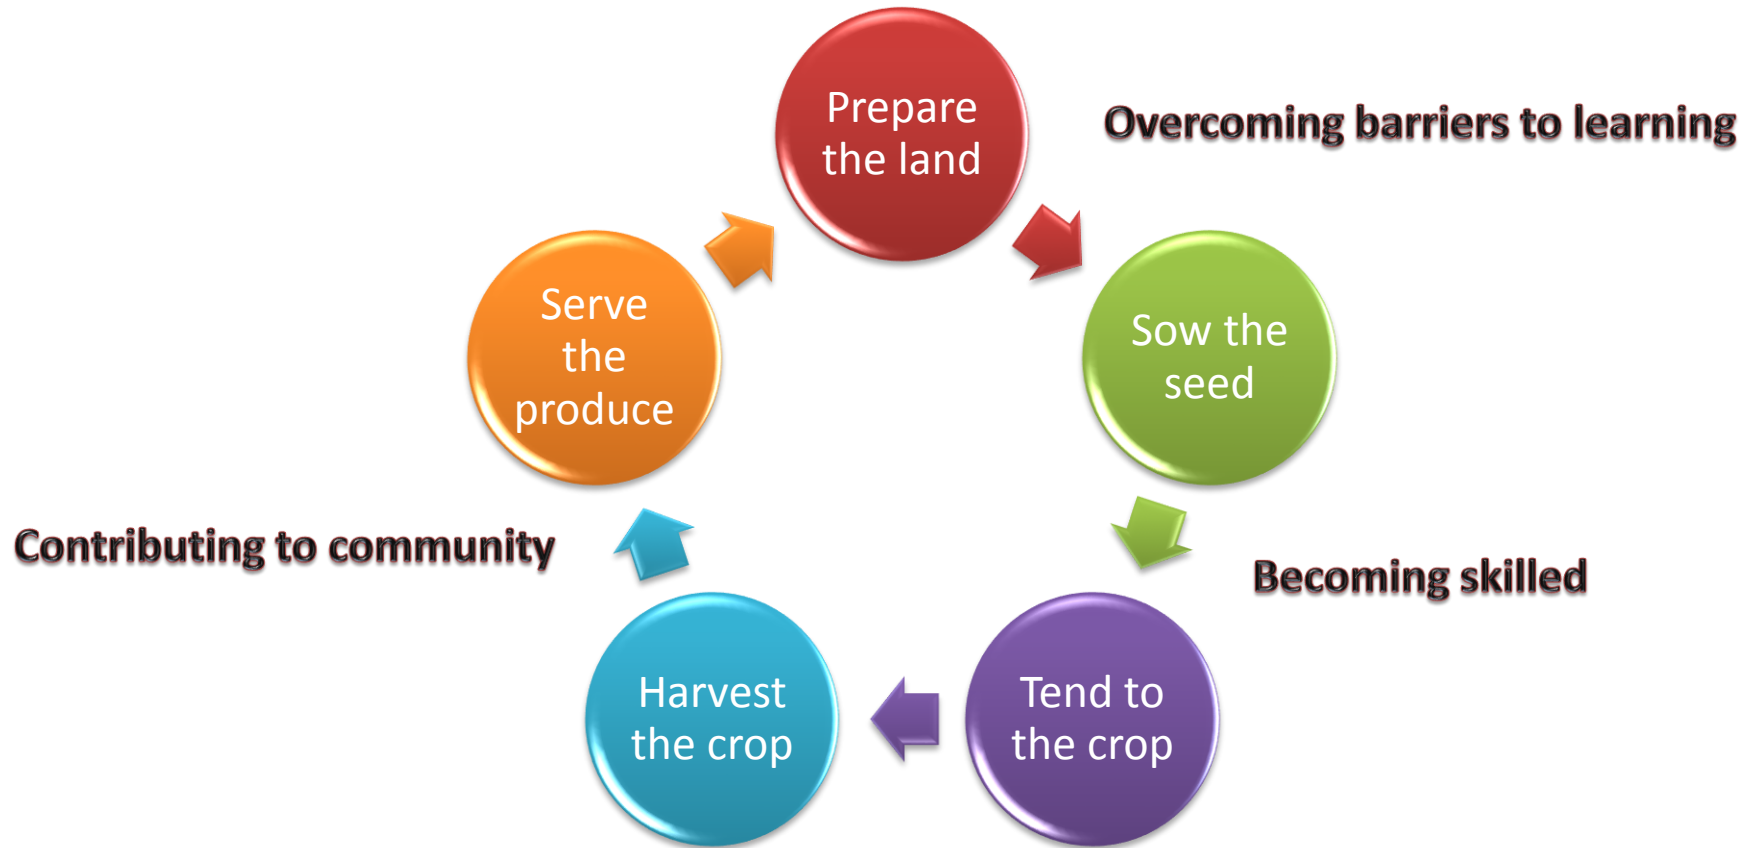 Prepare
the land
Overcoming barriers to learning
Sow the
seed
Becoming skilled
Tend to
the crop
Harvest
the crop
Contributing to community
Serve
the
produce